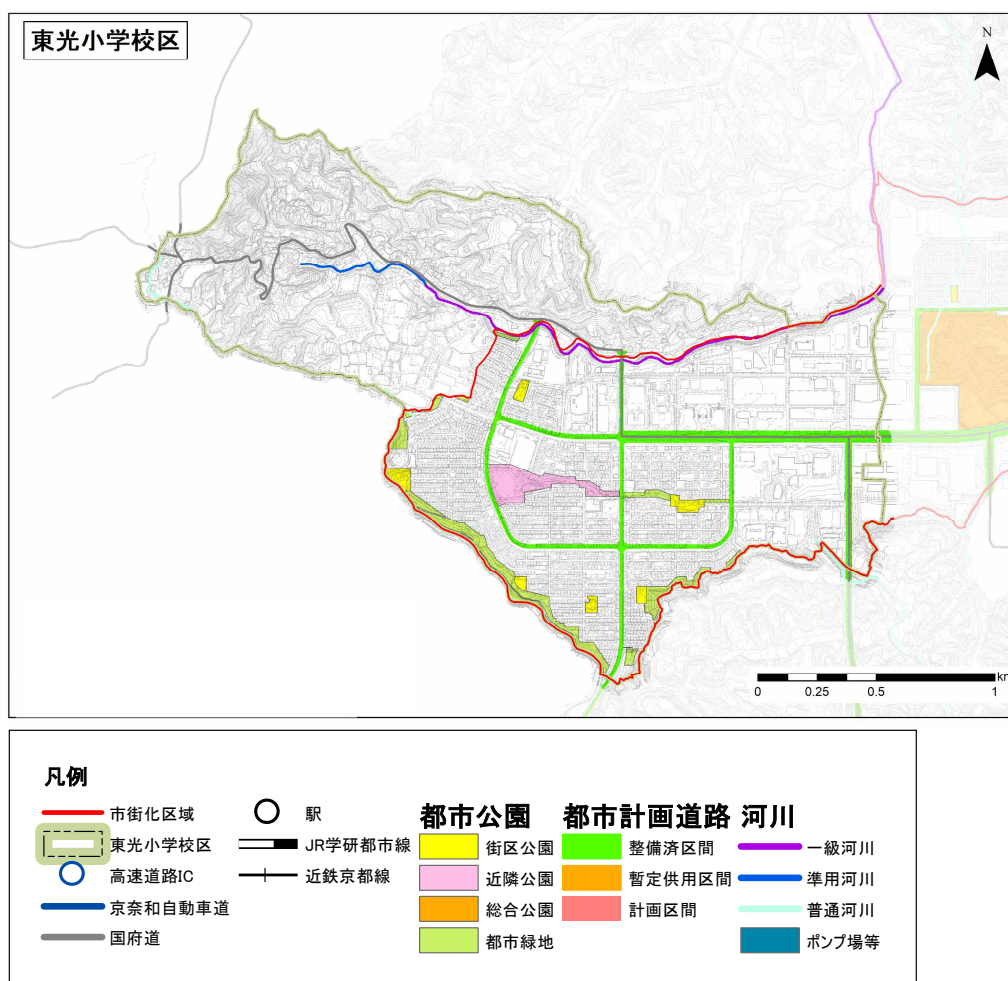 東光小学校区
N
km
0 0.25 0.5 1
凡例
市街化区域
東光小学校区
高速道路IC
京奈和自動車道
国府道
駅
JR学研都市線
近鉄京都線
都市公園
街区公園
近隣公園
総合公園
都市緑地
都市計画道路
整備済区間
暫定供用区間
計画区間
河川
一級河川
準用河川
普通河川
ポンプ場等